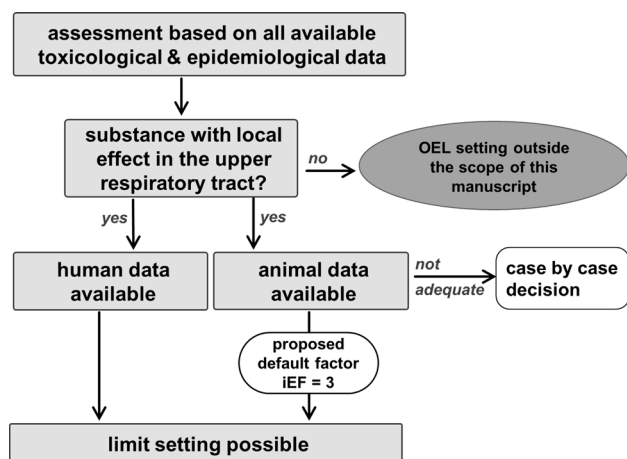 assessment based on all available
toxicological & epidemiological data
substance with local
effect in the upper
respiratory tract?
no
OEL setting outside
the scope of this
manuscript
yes
yes
human data
available
animal data
available
not
adequate
case by case
decision
proposed
default factor
iEF = 3
limit setting possible